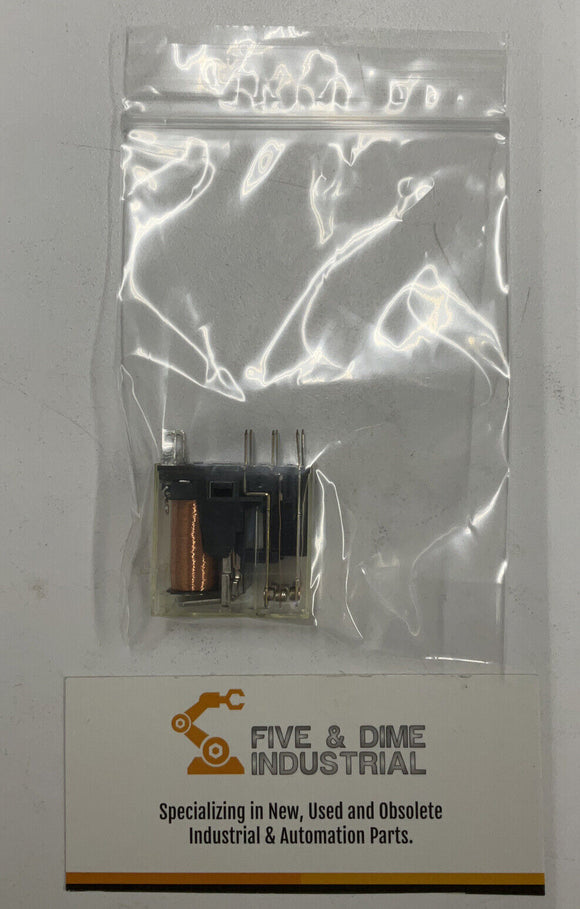 FIVE & DIME
INDUSTRIAL
Specializing in New, Used and Obsolete
Industrial & Automation Parts.